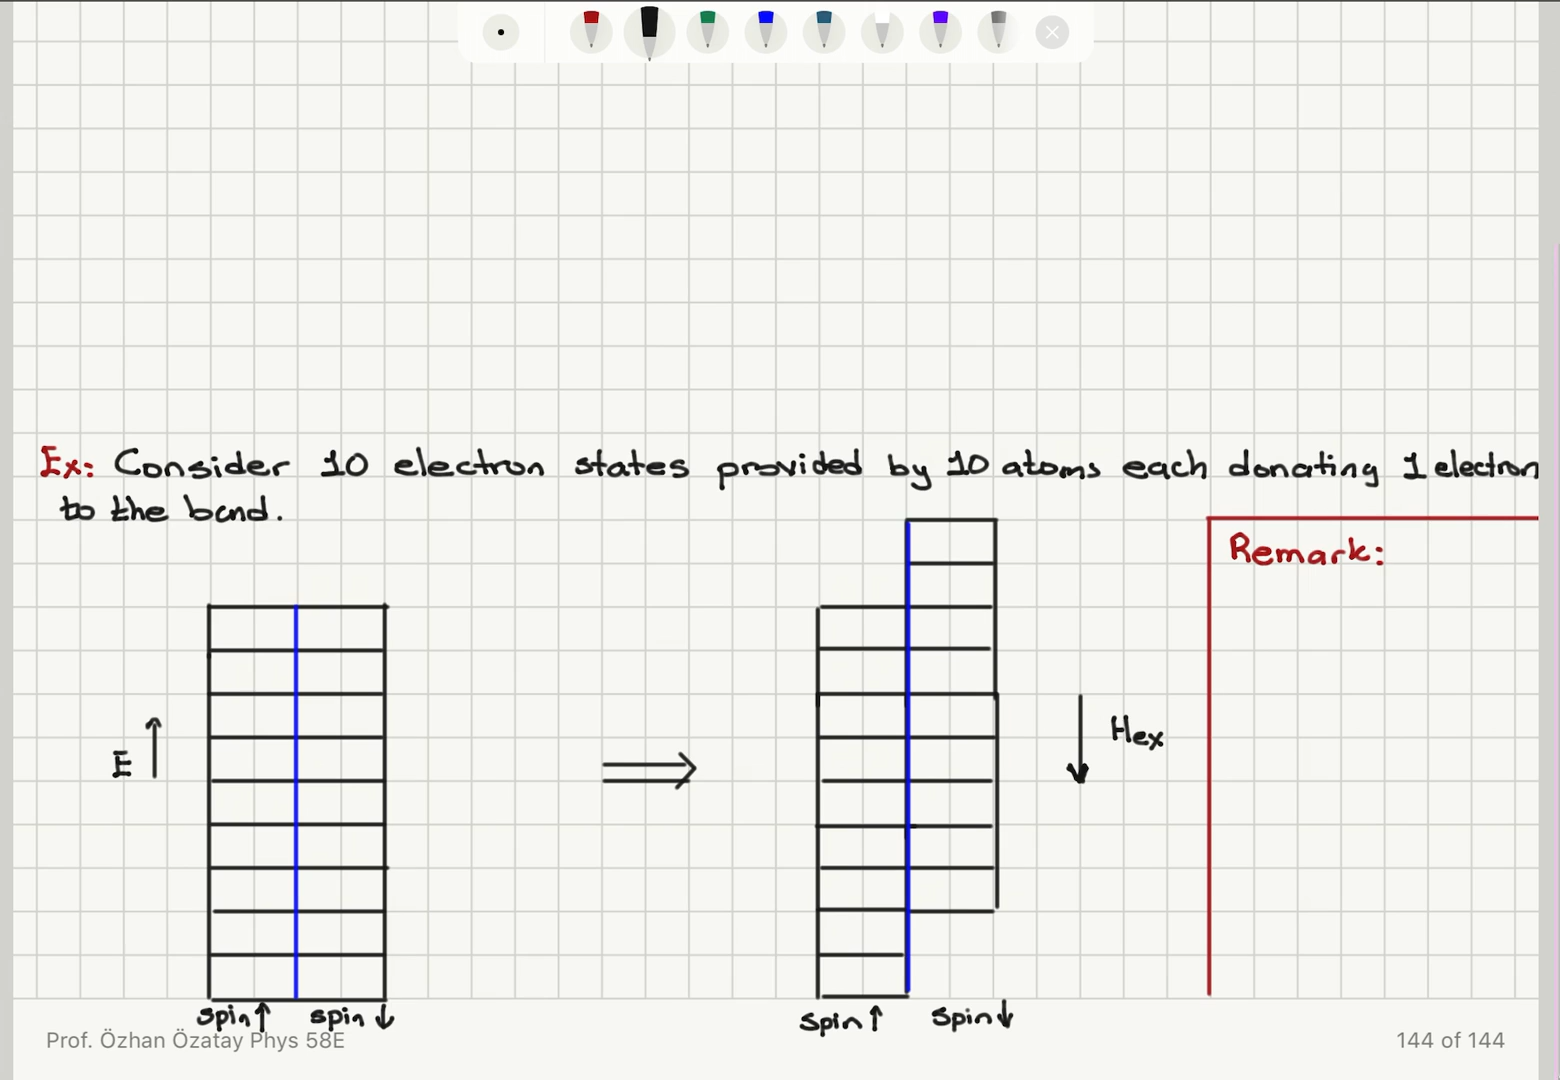 Ex: Consider 10 electron states provided by 10 atoms each donating 1 electron
to the band.
Remark:
E ↑
Hex
spin↑ spin↓
spin↑ spin↓
Prof. Özhan Özatay Phys 58E
144 of 144